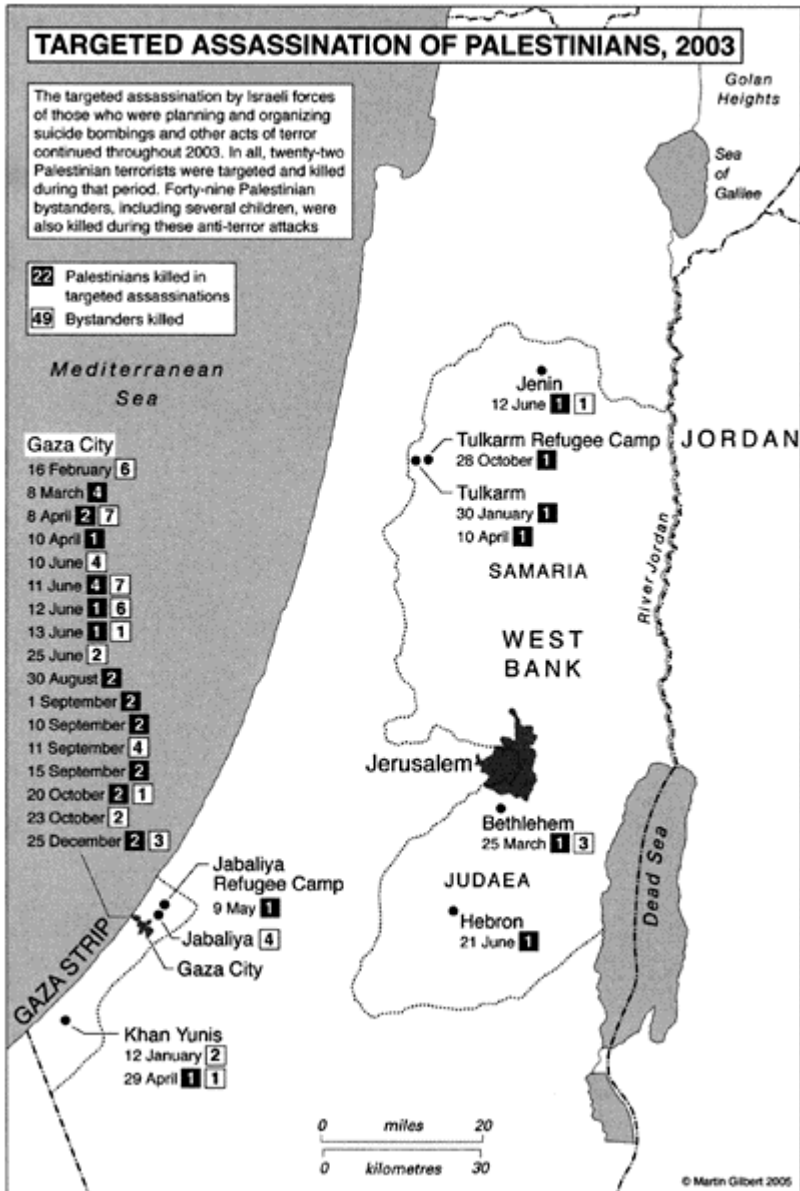 TARGETED ASSASSINATION OF PALESTINIANS, 2003
The targeted assassination by Israeli forces
of those who were planning and organizing
suicide bombings and other acts of terror
continued throughout 2003. In all, twenty-two
Palestinian terrorists were targeted and killed
during that period. Forty-nine Palestinian
bystanders, including several children, were
also killed during these anti-terror attacks
22 Palestinians killed in
targeted assassinations
49 Bystanders killed
Golan
Heights
Sea
of
Galilee
Mediterranean
Sea
Gaza City
16 February 6
8 March 4
8 April 2 7
10 April 1
10 June 4
11 June 4 7
12 June 1 6
13 June 1 1
25 June 2
30 August 2
1 September 2
10 September 2
11 September 4
15 September 2
20 October 2 1
23 October 2
25 December 2 3
Jenin
12 June 1 1
Tulkarm Refugee Camp
28 October 1
Tulkarm
30 January 1
10 April 1
JORDAN
SAMARIA
River Jordan
WEST
BANK
Jerusalem
Bethlehem
25 March 1 3
JUDAEA
Hebron
21 June 1
Dead Sea
Jabaliya
Refugee Camp
9 May 1
Jabaliya 4
Gaza City
GAZA STRIP
Khan Yunis
12 January 2
29 April 1 1
0 miles 20
0 kilometres 30
© Martin Gilbert 2005